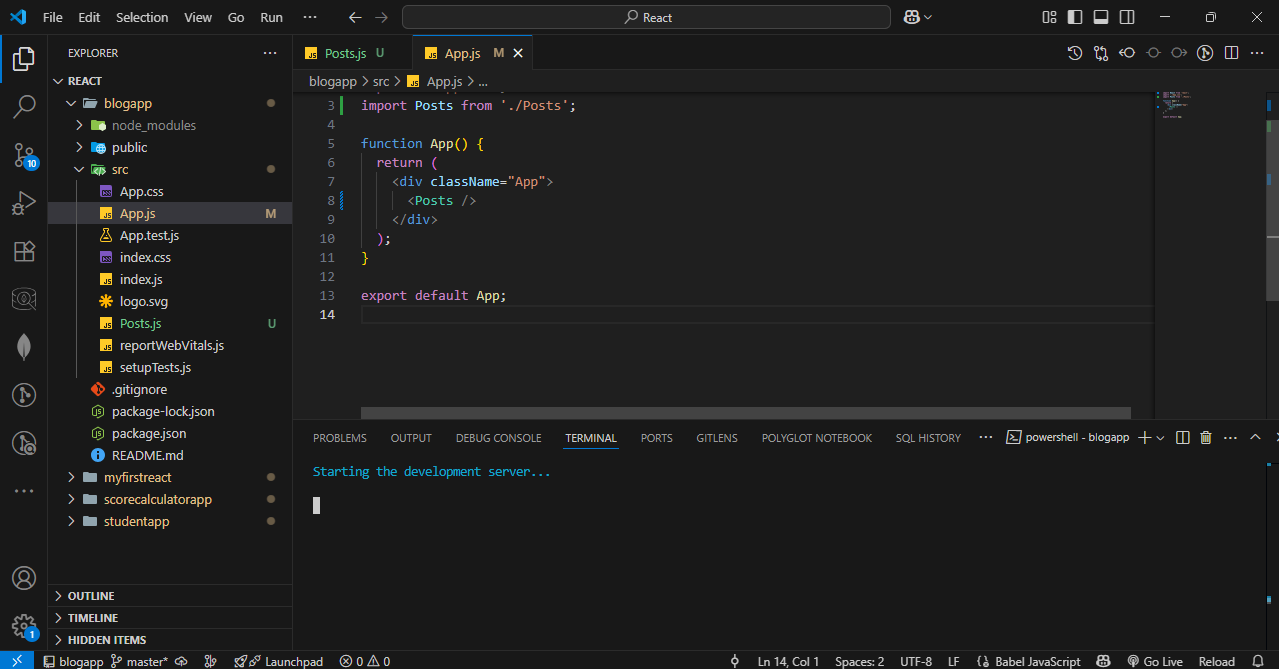 File Edit Selection View Go Run ... React
EXPLORER ...
Posts.js U
App.js M
REACT
blogapp > src > App.js > ...
blogapp
node_modules
public
src
App.css
App.js M
App.test.js
index.css
index.js
logo.svg
Posts.js U
reportWebVitals.js
setupTests.js
.gitignore
package-lock.json
package.json
README.md
myfirstreact
scorecalculatorapp
studentapp
OUTLINE
TIMELINE
HIDDEN ITEMS
10
1
3 import Posts from './Posts';
4
5 function App() {
6 return (
7 <div className="App">
8 <Posts />
9 </div>
10 );
11 }
12
13 export default App;
14
PROBLEMS OUTPUT DEBUG CONSOLE TERMINAL PORTS GITLENS POLYGLOT NOTEBOOK SQL HISTORY ... powershell - blogapp
Starting the development server...
blogapp master* Launchpad 0 0 Ln 14, Col 1 Spaces: 2 UTF-8 LF {} Babel JavaScript Go Live Reload